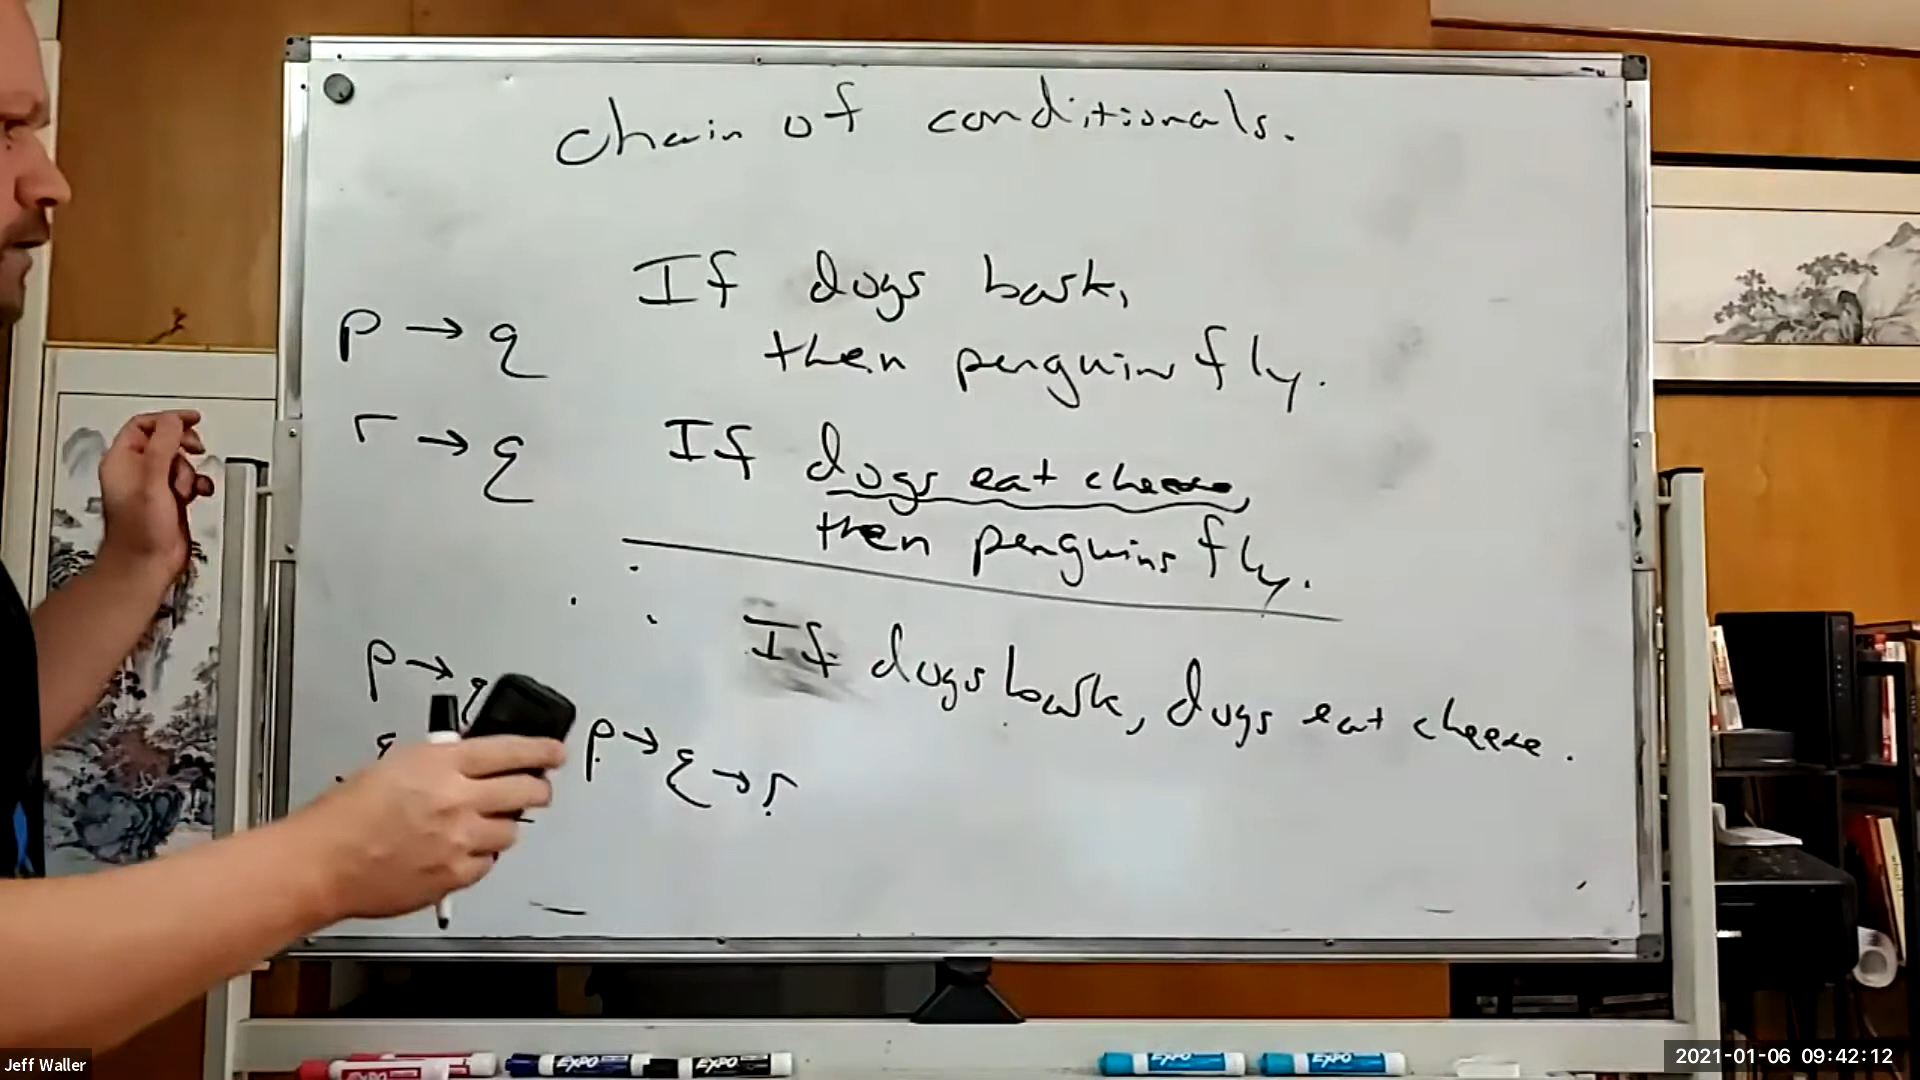 chain of conditionals.
If dogs bark,
p → q
then penguins fly.
r → q
If dogs eat cheese,
then penguins fly.
∴ If dogs bark, dogs eat cheese.
p → q
p → q → r
EXPO EXPO
EXPO EXPO
Jeff Waller
2021-01-06 09:42:12